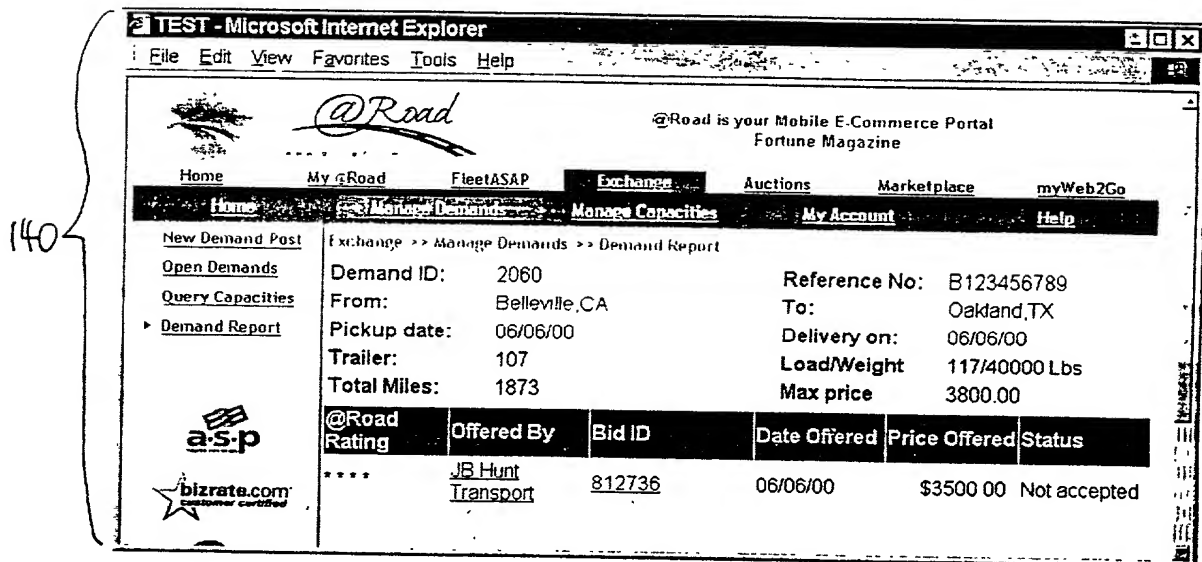 TEST - Microsoft Internet Explorer
File Edit View Favorites Tools Help
@Road
@Road is your Mobile E-Commerce Portal
Fortune Magazine
Home My @Road FleetASAP Exchange Auctions Marketplace myWeb2Go
Home Manage Demands Manage Capacities My Account Help
140
New Demand Post
Open Demands
Query Capacities
Demand Report
Exchange >> Manage Demands >> Demand Report
Demand ID: 2060 Reference No: B123456789
From: Belleville,CA To: Oakland,TX
Pickup date: 06/06/00 Delivery on: 06/06/00
Trailer: 107 Load/Weight 117/40000 Lbs
Total Miles: 1873 Max price 3800.00
@Road Rating Offered By Bid ID Date Offered Price Offered Status
**** JB Hunt Transport 812736 06/06/00 $3500 00 Not accepted
a·s·p
bizrate.com
customer certified